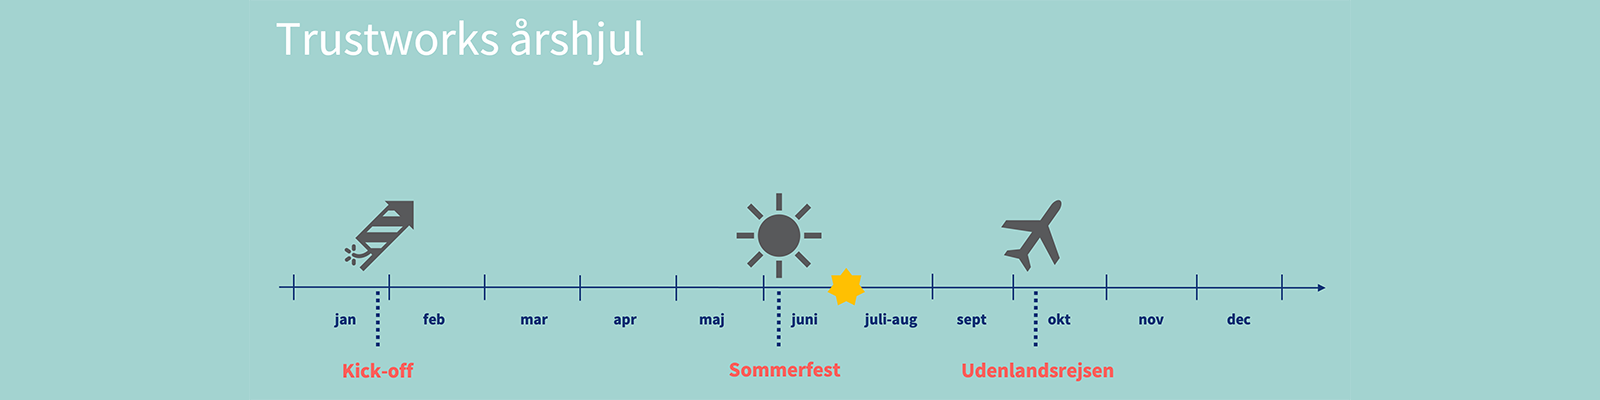 Trustworks årshjul
jan feb mar apr maj juni juli-aug sept okt nov dec
Kick-off Sommerfest Udenlandsrejsen